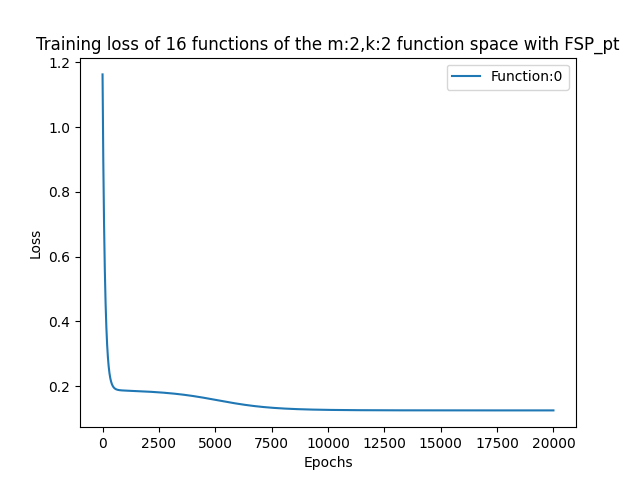 Training loss of 16 functions of the m:2,k:2 function space with FSP_pt
Function:0
1.2
1.0
0.8
0.6
0.4
0.2
Loss
0 2500 5000 7500 10000 12500 15000 17500 20000
Epochs